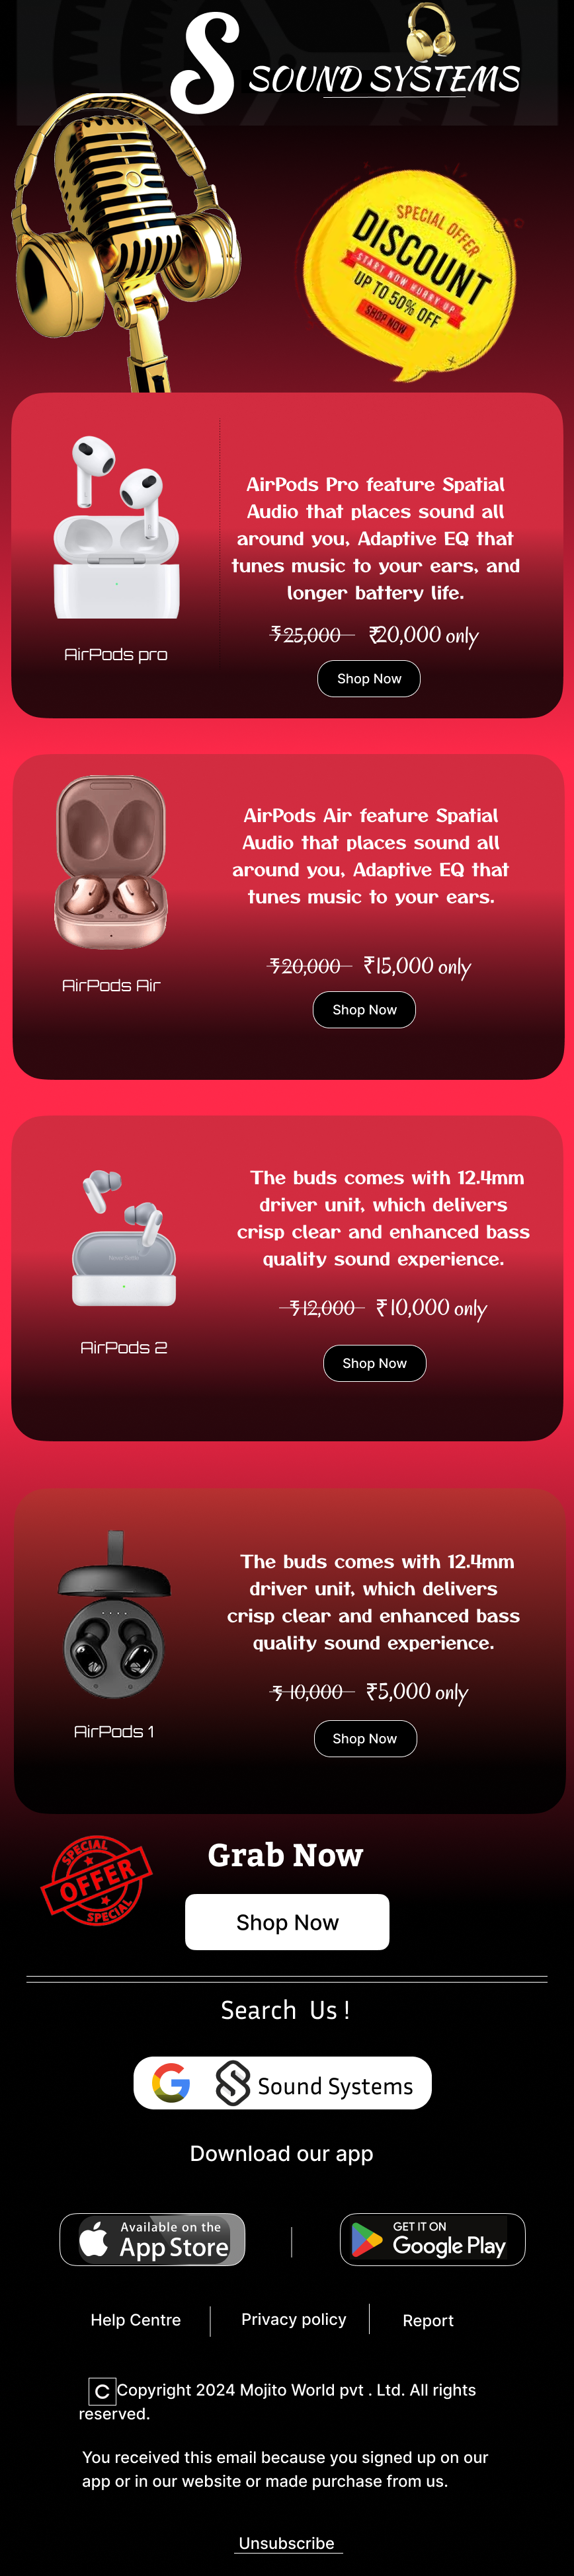 S SOUND SYSTEMS
SPECIAL OFFER
DISCOUNT
START NOW HURRY UP
UP TO 50% OFF
SHOP NOW
AirPods Pro feature Spatial
Audio that places sound all
around you, Adaptive EQ that
tunes music to your ears, and
longer battery life.
₹25,000 ₹20,000 only
AirPods pro
Shop Now
AirPods Air feature Spatial
Audio that places sound all
around you, Adaptive EQ that
tunes music to your ears.
₹20,000 ₹15,000 only
AirPods Air
Shop Now
The buds comes with 12.4mm
driver unit, which delivers
crisp clear and enhanced bass
quality sound experience.
₹12,000 ₹10,000 only
AirPods 2
Shop Now
The buds comes with 12.4mm
driver unit, which delivers
crisp clear and enhanced bass
quality sound experience.
₹ 10,000 ₹5,000 only
AirPods 1
Shop Now
SPECIAL
OFFER
SPECIAL
Grab Now
Shop Now
Search Us !
G S Sound Systems
Download our app
Available on the
App Store
GET IT ON
Google Play
Help Centre | Privacy policy | Report
C Copyright 2024 Mojito World pvt . Ltd. All rights
reserved.
You received this email because you signed up on our
app or in our website or made purchase from us.
Unsubscribe